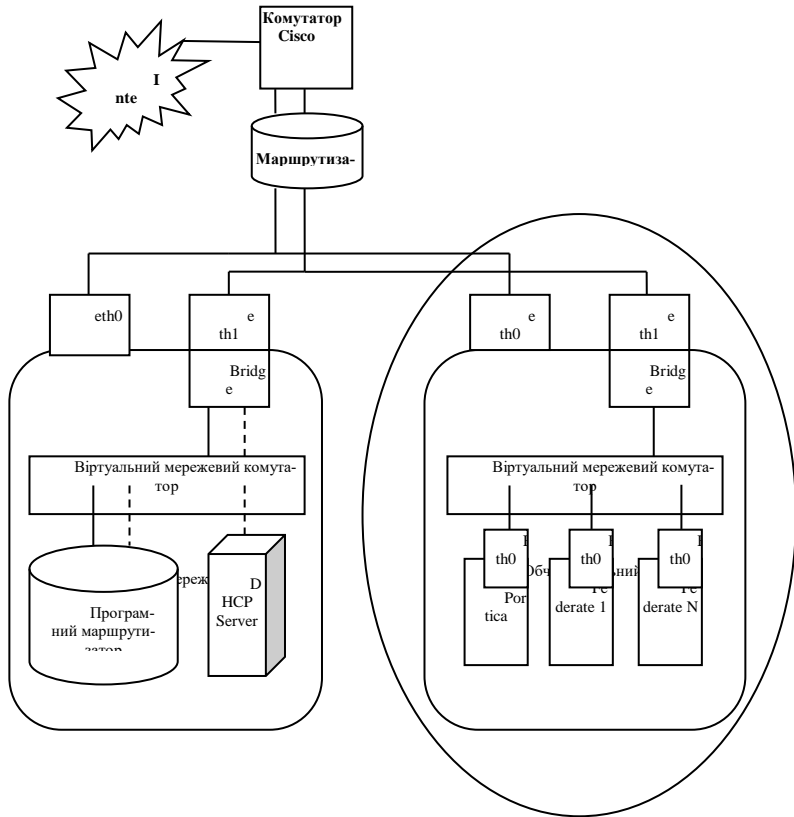 Комутатор
Cisco
I
nte
Маршрутиза-
eth0
e
th1
e
th0
e
th1
Bridg
e
Bridg
e
Віртуальний мережевий комута-
тор
Віртуальний мережевий комута-
тор
th0
th0
th0
D
HCP
Server
Програм-
ний маршрути-
затор
Por
tica
derate 1
derate N